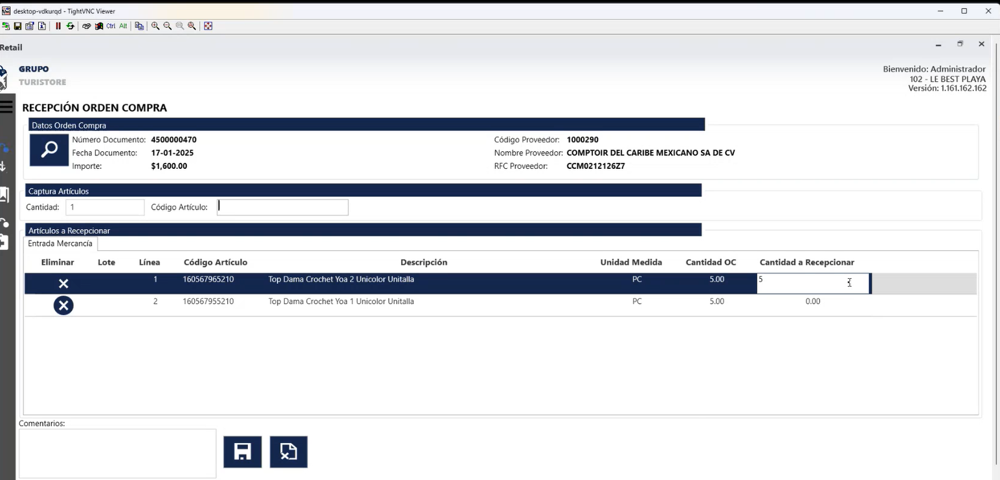 desktop-vdkurqd - TightVNC Viewer
Ctrl Alt
Retail
GRUPO
TURISTORE
Bienvenido: Administrador
102 - LE BEST PLAYA
Versión: 1.161.162.162
RECEPCIÓN ORDEN COMPRA
Datos Orden Compra
Número Documento: 4500000470 Código Proveedor: 1000290
Fecha Documento: 17-01-2025 Nombre Proveedor: COMPTOIR DEL CARIBE MEXICANO SA DE CV
Importe: $1,600.00 RFC Proveedor: CCM0212126Z7
Captura Artículos
Cantidad: 1 Código Artículo:
Artículos a Recepcionar
Entrada Mercancía
Eliminar Lote Línea Código Artículo Descripción Unidad Medida Cantidad OC Cantidad a Recepcionar
1 160567965210 Top Dama Crochet Yoa 2 Unicolor Unitalla PC 5.00 5
2 160567955210 Top Dama Crochet Yoa 1 Unicolor Unitalla PC 5.00 0.00
Comentarios: